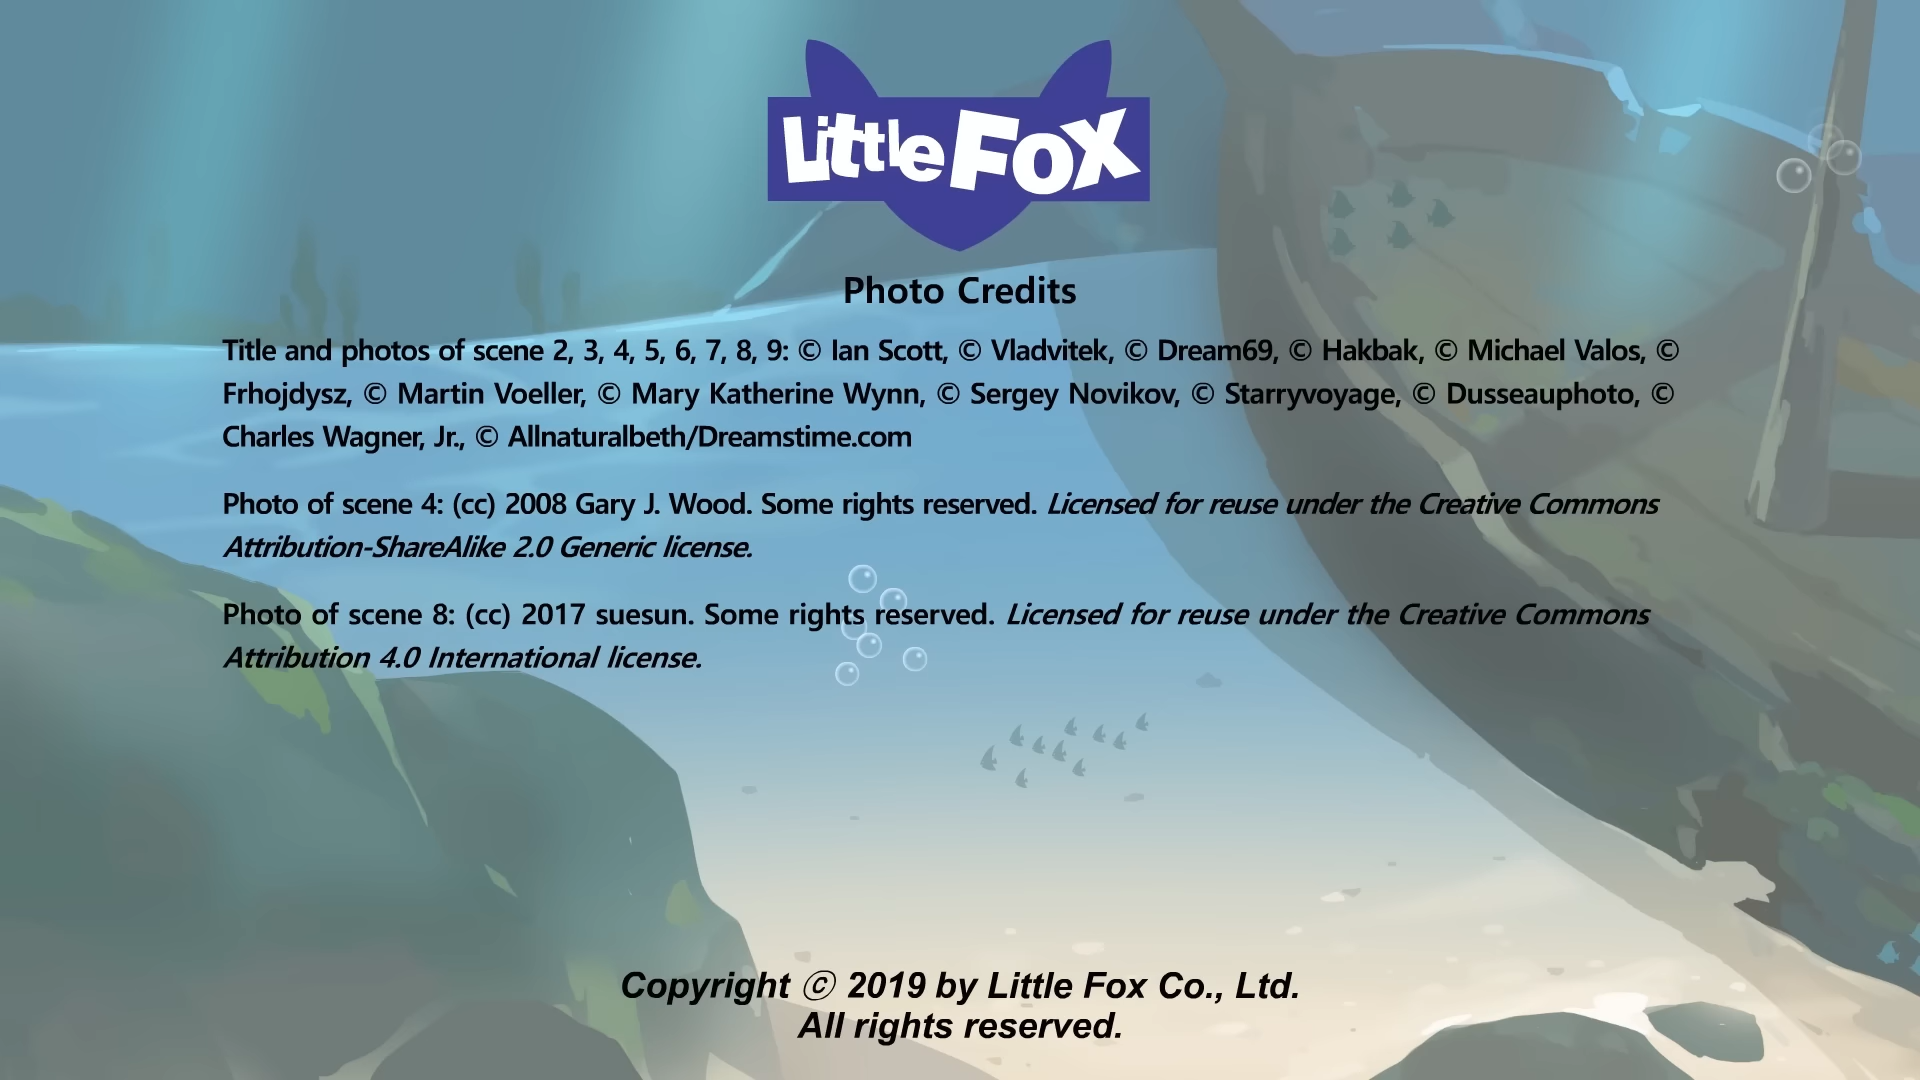 Little Fox
Photo Credits
Title and photos of scene 2, 3, 4, 5, 6, 7, 8, 9: © Ian Scott, © Vladvitek, © Dream69, © Hakbak, © Michael Valos, ©
Frhojdysz, © Martin Voeller, © Mary Katherine Wynn, © Sergey Novikov, © Starryvoyage, © Dusseauphoto, ©
Charles Wagner, Jr., © Allnaturalbeth/Dreamstime.com
Photo of scene 4: (cc) 2008 Gary J. Wood. Some rights reserved. Licensed for reuse under the Creative Commons
Attribution-ShareAlike 2.0 Generic license.
Photo of scene 8: (cc) 2017 suesun. Some rights reserved. Licensed for reuse under the Creative Commons
Attribution 4.0 International license.
Copyright ⓒ 2019 by Little Fox Co., Ltd.
All rights reserved.